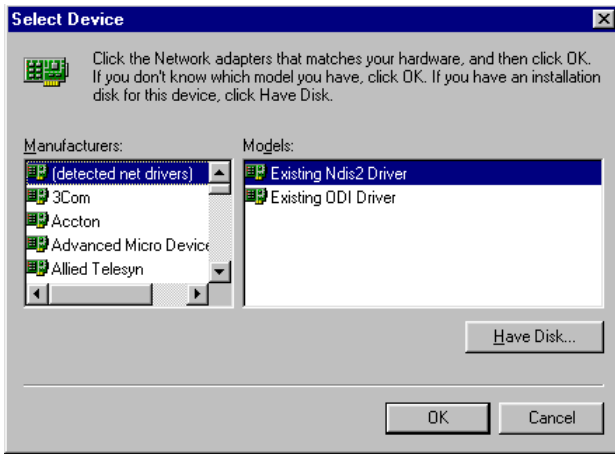 Select Device
Click the Network adapters that matches your hardware, and then click OK.
If you don't know which model you have, click OK. If you have an installation
disk for this device, click Have Disk.
Manufacturers:
(detected net drivers)
3Com
Accton
Advanced Micro Device
Allied Telesyn
Models:
Existing Ndis2 Driver
Existing ODI Driver
Have Disk...
OK
Cancel